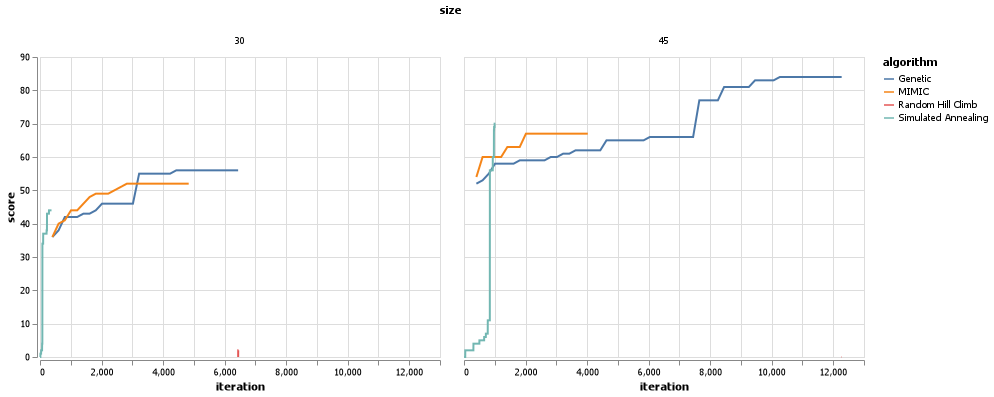 size
30
45
score
90
80
70
60
50
40
30
20
10
0
0 2,000 4,000 6,000 8,000 10,000 12,000
iteration
0 2,000 4,000 6,000 8,000 10,000 12,000
iteration
algorithm
Genetic
MIMIC
Random Hill Climb
Simulated Annealing